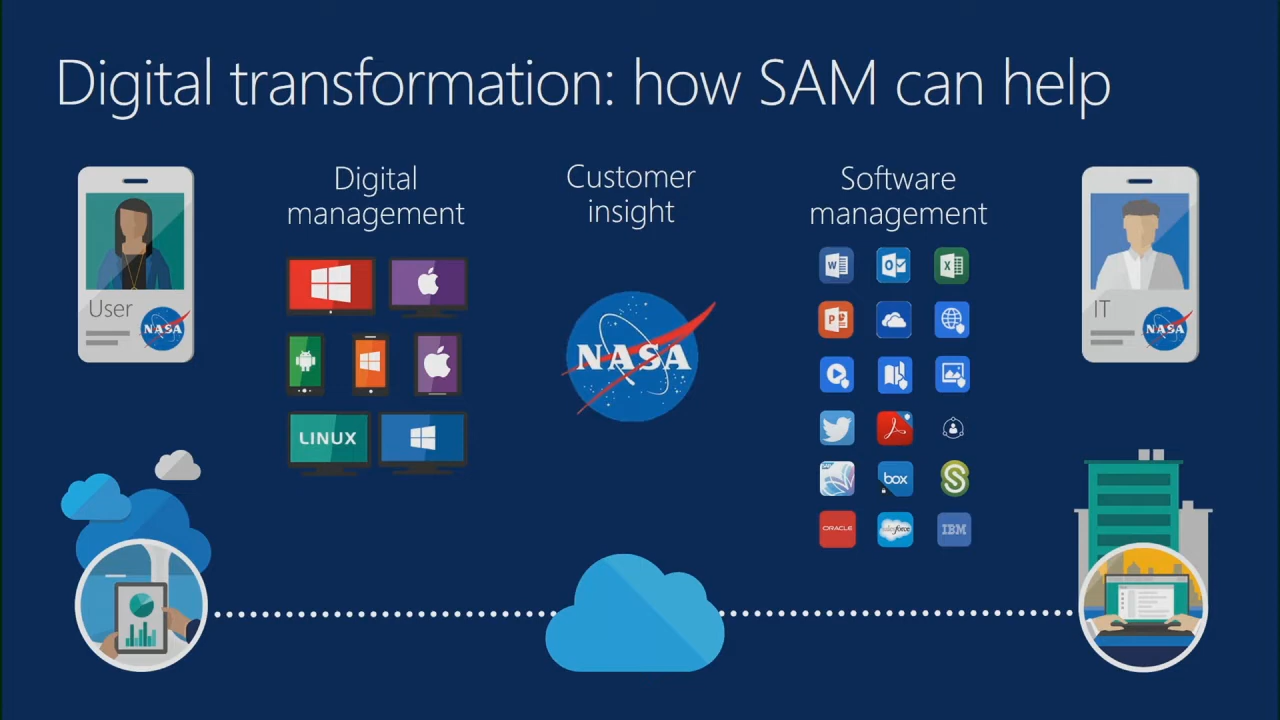 Digital transformation: how SAM can help
User
NASA
Digital
management
LINUX
Customer
insight
NASA
Software
management
W
O
X
P
box
S
ORACLE
salesforce
IBM
IT
NASA